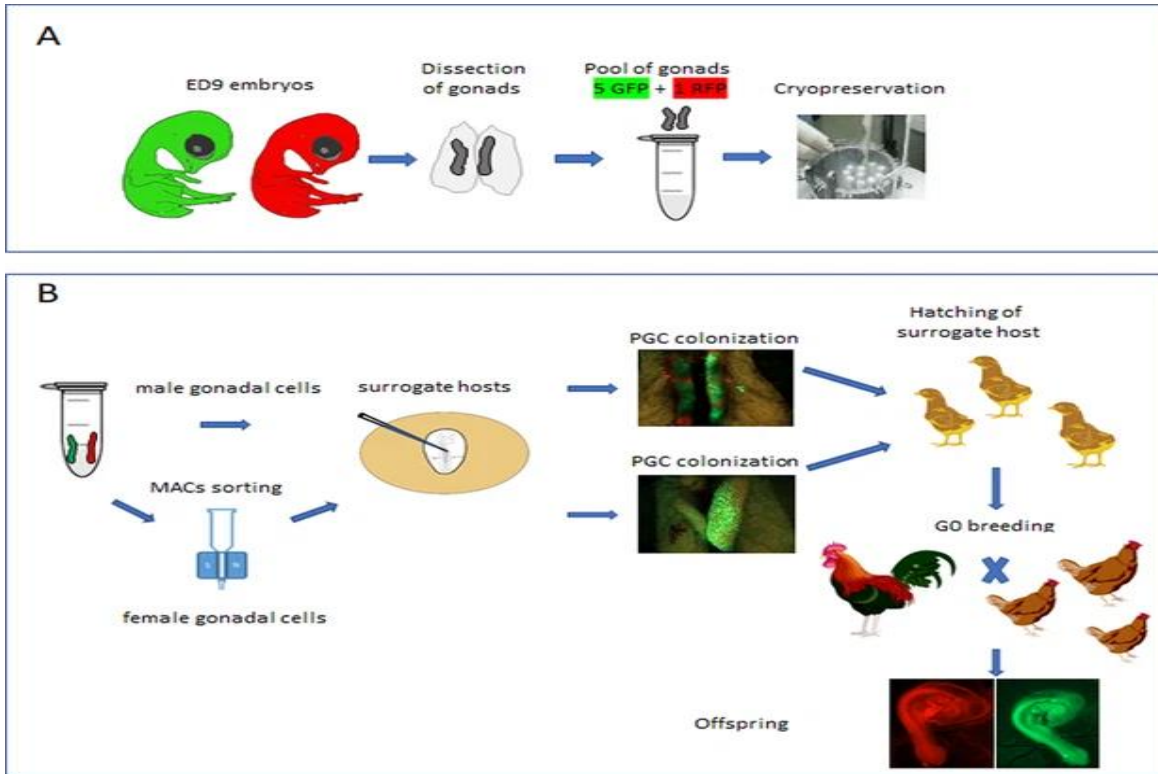 A
ED9 embryos
Dissection
of gonads
Pool of gonads
5 GFP + 1 RFP
Cryopreservation
B
male gonadal cells
MACs sorting
female gonadal cells
surrogate hosts
PGC colonization
PGC colonization
Hatching of
surrogate host
G0 breeding
X
Offspring